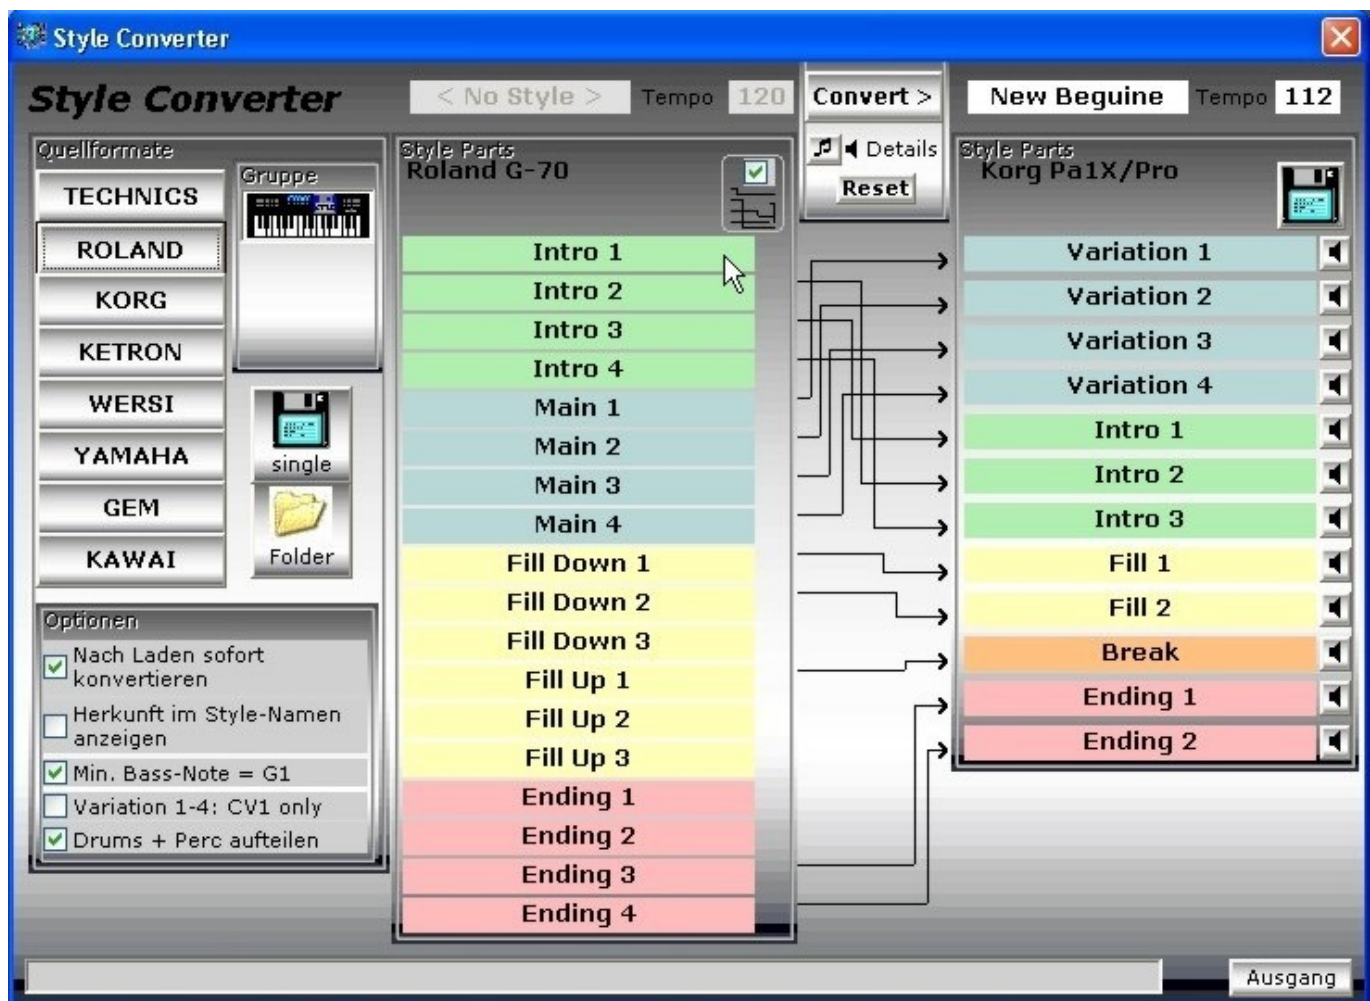 Style Converter
Style Converter
< No Style > Tempo 120
Convert >
New Beguine Tempo 112
Quellformate
TECHNICS
ROLAND
KORG
KETRON
WERSI
YAMAHA
GEM
KAWAI
Gruppe
single
Folder
Optionen
Nach Laden sofort
konvertieren
Herkunft im Style-Namen
anzeigen
Min. Bass-Note = G1
Variation 1-4: CV1 only
Drums + Perc aufteilen
Style Parts
Roland G-70
Intro 1
Intro 2
Intro 3
Intro 4
Main 1
Main 2
Main 3
Main 4
Fill Down 1
Fill Down 2
Fill Down 3
Fill Up 1
Fill Up 2
Fill Up 3
Ending 1
Ending 2
Ending 3
Ending 4
Details
Reset
Style Parts
Korg Pa1X/Pro
Variation 1
Variation 2
Variation 3
Variation 4
Intro 1
Intro 2
Intro 3
Fill 1
Fill 2
Break
Ending 1
Ending 2
Ausgang